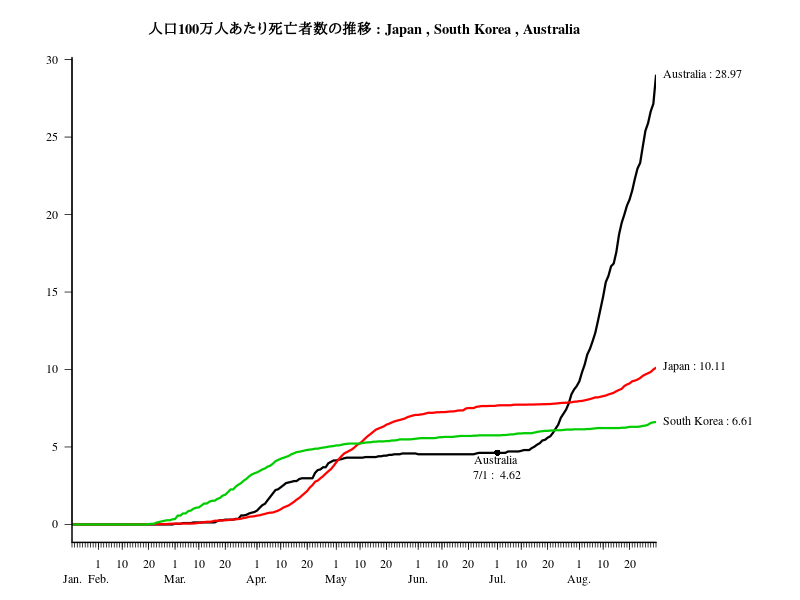 人口100万人あたり死亡者数の推移 : Japan , South Korea , Australia
30
25
20
15
10
5
0
Australia : 28.97
Japan : 10.11
South Korea : 6.61
Australia
7/1 : 4.62
1 10 20 1 10 20 1 10 20 1 10 20 1 10 20 1 10 20 1 10 20
Jan. Feb. Mar. Apr. May Jun. Jul. Aug.